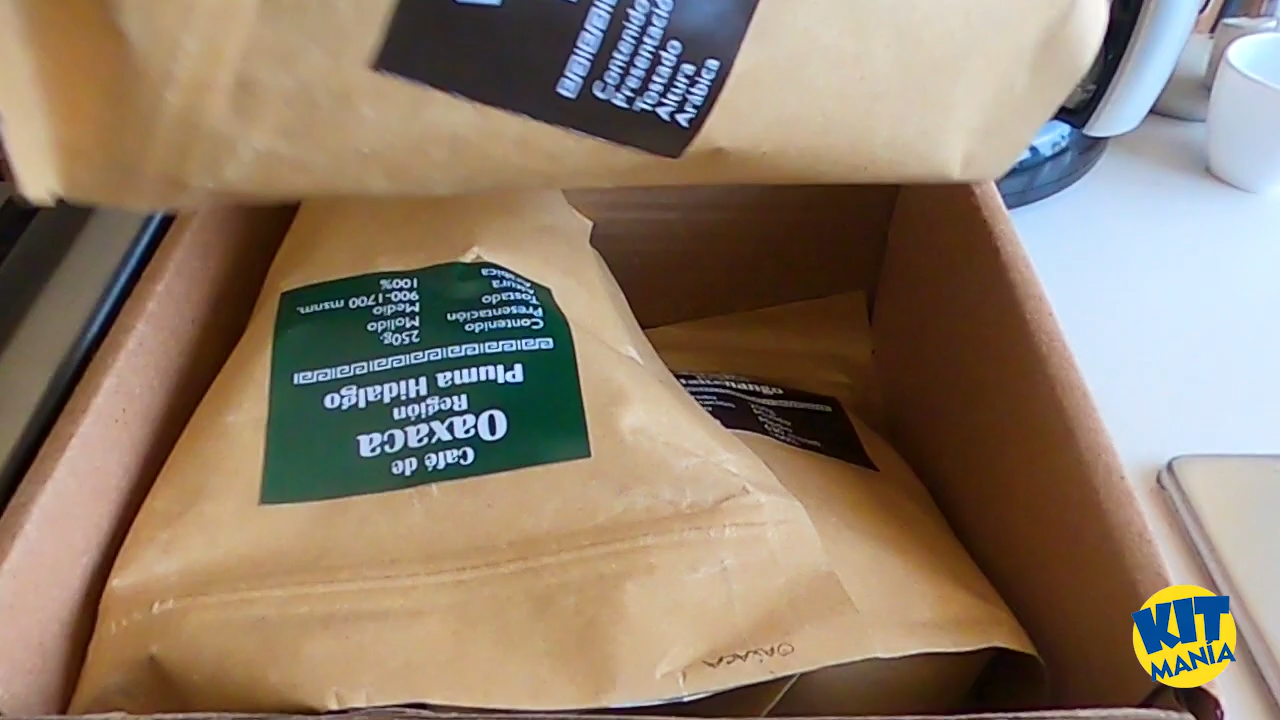 Contenido
Presentación
Tostado
Altura
Arábica
Café de
Oaxaca
Región
Pluma Hidalgo
Contenido 250g.
Presentación Molido
Tostado Medio
Altura 900-1700 msnm.
Arábica 100%
OAXACA
KIT
MANÍA